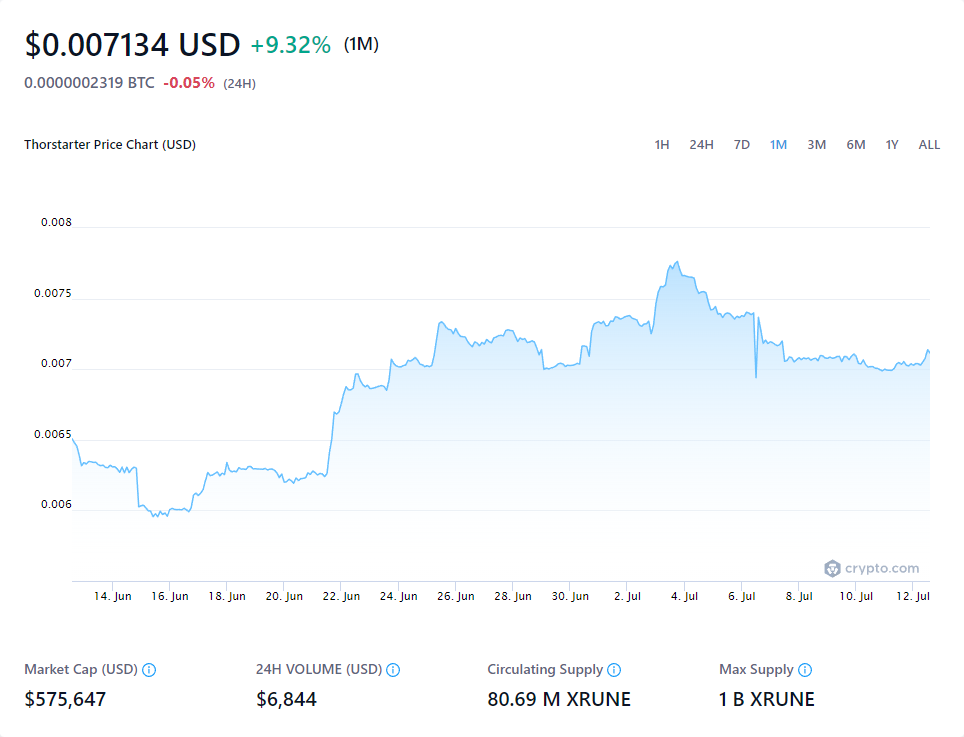 $0.007134 USD +9.32% (1M)
0.0000002319 BTC -0.05% (24H)
Thorstarter Price Chart (USD) 1H 24H 7D 1M 3M 6M 1Y ALL
0.008
0.0075
0.007
0.0065
0.006
crypto.com
14. Jun 16. Jun 18. Jun 20. Jun 22. Jun 24. Jun 26. Jun 28. Jun 30. Jun 2. Jul 4. Jul 6. Jul 8. Jul 10. Jul 12. Jul
Market Cap (USD) 24H VOLUME (USD) Circulating Supply Max Supply
$575,647 $6,844 80.69 M XRUNE 1 B XRUNE